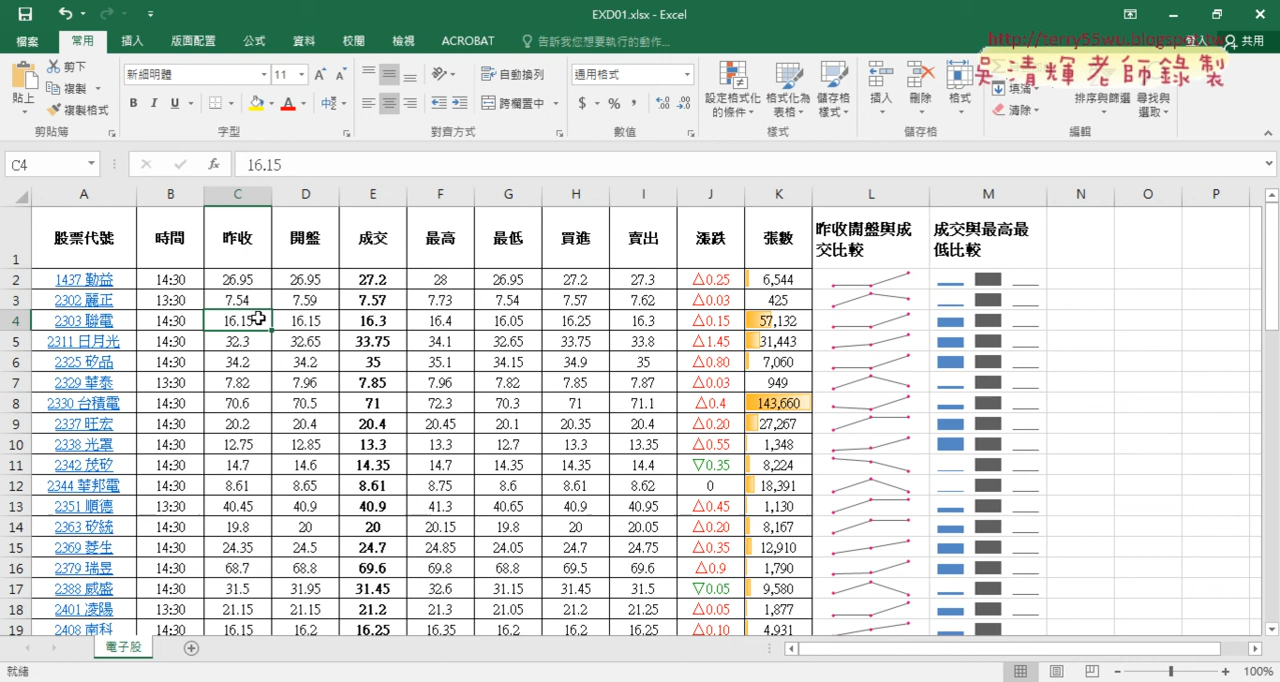 EXD01.xlsx - Excel
檔案 常用 插入 版面配置 公式 資料 校閱 檢視 ACROBAT 告訴我您想要執行的動作... 登入 共用
http://terry55wu.blogspot.tw
吳清輝老師錄製
貼上 剪下 複製 複製格式 剪貼簿
新細明體 11 B I U 字型
自動換列 跨欄置中 對齊方式
通用格式 $ % , 數值
設定格式化的條件 格式化為表格 儲存格樣式 樣式
插入 刪除 格式 儲存格
填滿 清除 排序與篩選 尋找與選取 編輯
C4 fx 16.15
A B C D E F G H I J K L M N O P
1 股票代號 時間 昨收 開盤 成交 最高 最低 買進 賣出 漲跌 張數 昨收開盤與成交比較 成交與最高最低比較
2 1437 勤益 14:30 26.95 26.95 27.2 28 26.95 27.2 27.3 △0.25 6,544
3 2302 麗正 13:30 7.54 7.59 7.57 7.73 7.54 7.57 7.62 △0.03 425
4 2303 聯電 14:30 16.15 16.15 16.3 16.4 16.05 16.25 16.3 △0.15 57,132
5 2311 日月光 14:30 32.3 32.65 33.75 34.1 32.65 33.75 33.8 △1.45 31,443
6 2325 矽品 14:30 34.2 34.2 35 35.1 34.15 34.9 35 △0.80 7,060
7 2329 華泰 13:30 7.82 7.96 7.85 7.96 7.82 7.85 7.87 △0.03 949
8 2330 台積電 14:30 70.6 70.5 71 72.3 70.3 71 71.1 △0.4 143,660
9 2337 旺宏 14:30 20.2 20.4 20.4 20.45 20.1 20.35 20.4 △0.20 27,267
10 2338 光罩 14:30 12.75 12.85 13.3 13.3 12.7 13.3 13.35 △0.55 1,348
11 2342 茂矽 14:30 14.7 14.6 14.35 14.7 14.35 14.35 14.4 ▽0.35 8,224
12 2344 華邦電 14:30 8.61 8.65 8.61 8.75 8.6 8.61 8.62 0 18,391
13 2351 順德 14:30 40.45 40.9 40.9 41.3 40.65 40.9 40.95 △0.45 1,130
14 2363 矽統 14:30 19.8 20 20 20.15 19.8 20 20.05 △0.20 8,167
15 2369 菱生 14:30 24.35 24.5 24.7 24.85 24.05 24.7 24.75 △0.35 12,910
16 2379 瑞昱 14:30 68.7 68.8 69.6 69.8 68.8 69.5 69.6 △0.9 1,790
17 2388 威盛 14:30 31.5 31.95 31.45 32.6 31.15 31.45 31.5 ▽0.05 9,580
18 2401 凌陽 13:30 21.15 21.15 21.2 21.3 21.05 21.2 21.25 △0.05 1,877
19 2408 南科 14:30 16.15 16.2 16.25 16.35 16.2 16.2 16.25 △0.10 4,931
電子股
就緒 100%